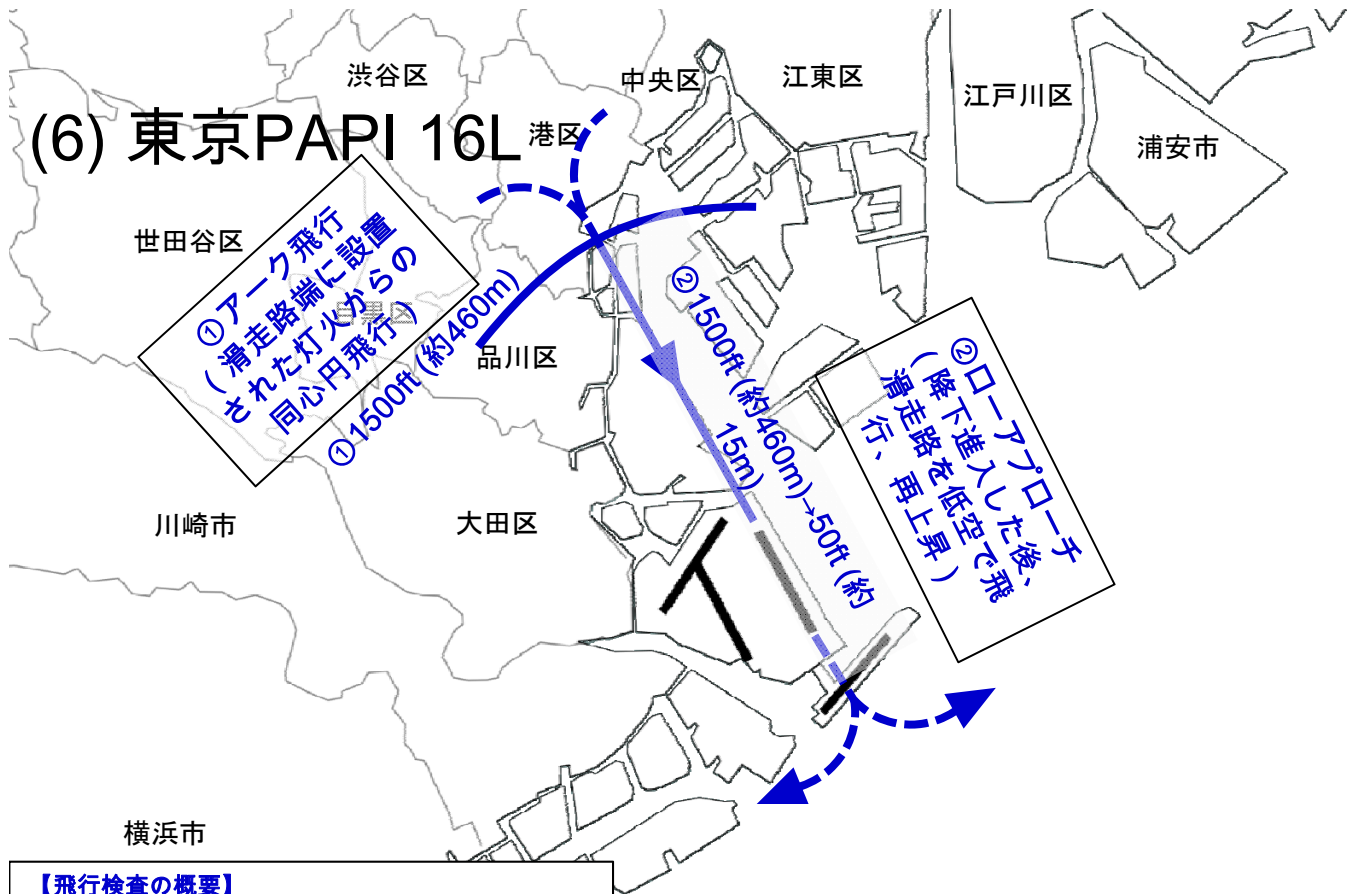 渋谷区
中央区
江東区
江戸川区
(6) 東京PAPI 16L
港区
浦安市
世田谷区
①アーク飛行
(滑走路端に設置
された灯火からの
同心円飛行)
目黒区
①1500ft (約460m)
品川区
②1500ft (約460m)→50ft (約
15m)
②ローアプローチ
(降下進入した後、
滑走路を低空で飛
行、再上昇)
川崎市
大田区
横浜市
【飛行検査の概要】